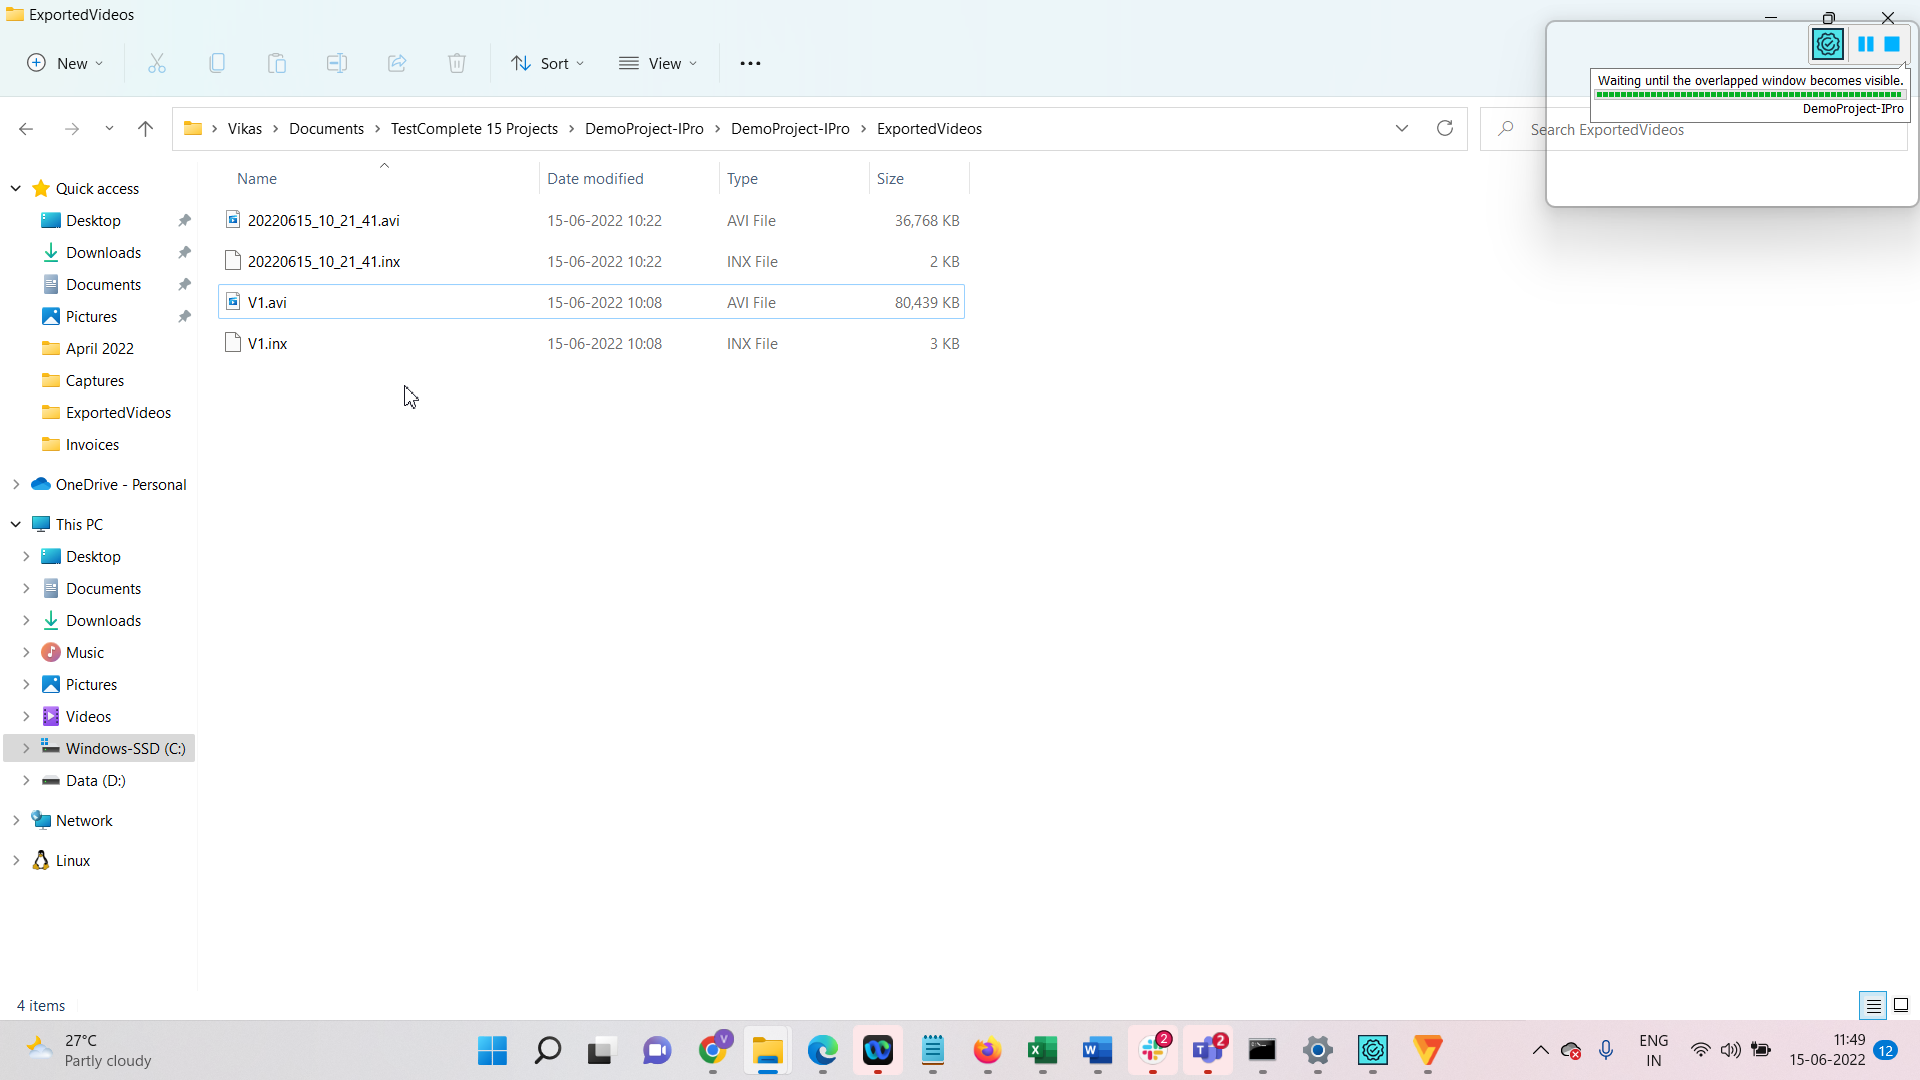 ExportedVideos
New
Sort
View
Waiting until the overlapped window becomes visible.
DemoProject-IPro
Vikas
Documents
TestComplete 15 Projects
DemoProject-IPro
DemoProject-IPro
ExportedVideos
Search ExportedVideos
Name
Date modified
Type
Size
20220615_10_21_41.avi 15-06-2022 10:22 AVI File 36,768 KB
20220615_10_21_41.inx 15-06-2022 10:22 INX File 2 KB
V1.avi 15-06-2022 10:08 AVI File 80,439 KB
V1.inx 15-06-2022 10:08 INX File 3 KB
Quick access
Desktop
Downloads
Documents
Pictures
April 2022
Captures
ExportedVideos
Invoices
OneDrive - Personal
This PC
Desktop
Documents
Downloads
Music
Pictures
Videos
Windows-SSD (C:)
Data (D:)
Network
Linux
4 items
27°C
Partly cloudy
V
W
2
T
2
ENG
IN
11:49
15-06-2022
12